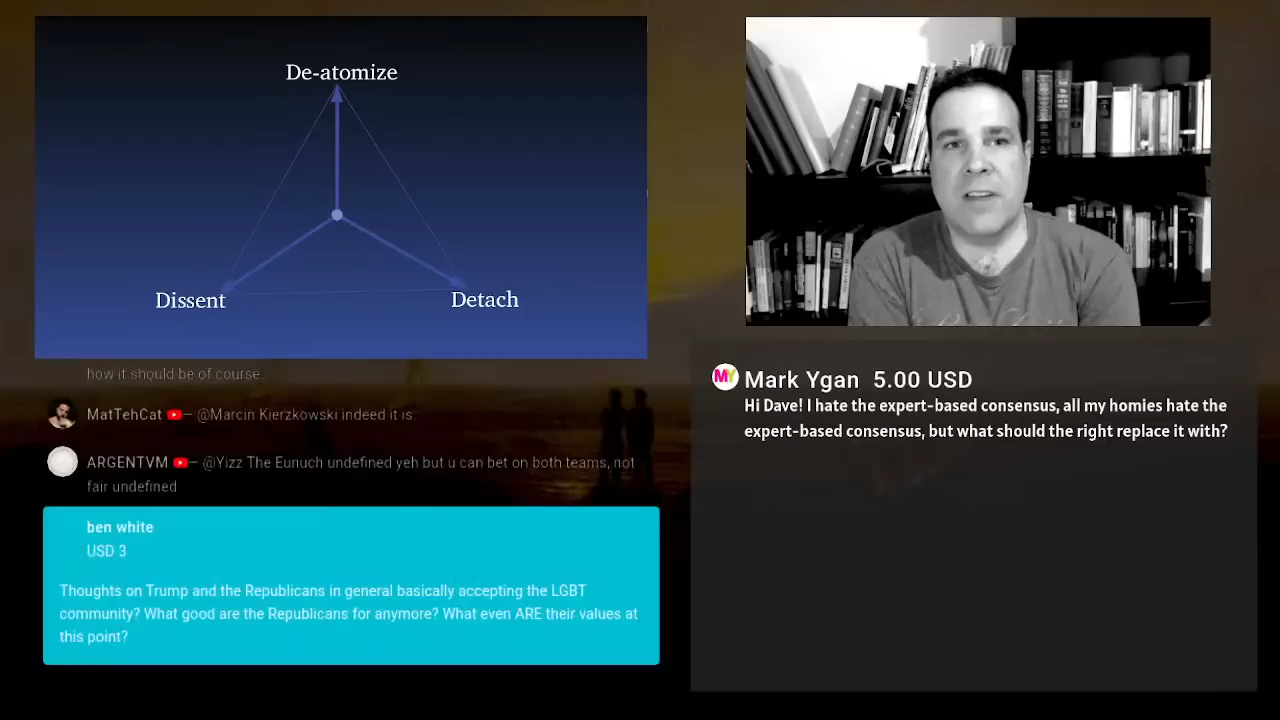 De-atomize
Dissent
Detach
how it should be of course.
MatTehCat – @Marcin Kierzkowski indeed it is.
ARGENTVM – @Yizz The Eunuch undefined yeh but u can bet on both teams, not
fair undefined
ben white
USD 3
Thoughts on Trump and the Republicans in general basically accepting the LGBT
community? What good are the Republicans for anymore? What even ARE their values at
this point?
MY
Mark Ygan 5.00 USD
Hi Dave! I hate the expert-based consensus, all my homies hate the
expert-based consensus, but what should the right replace it with?